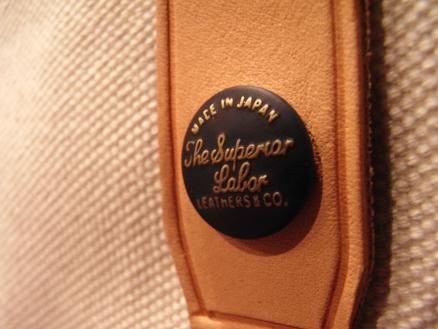 MADE IN JAPAN
The Superior
Labor
LEATHERS & CO.